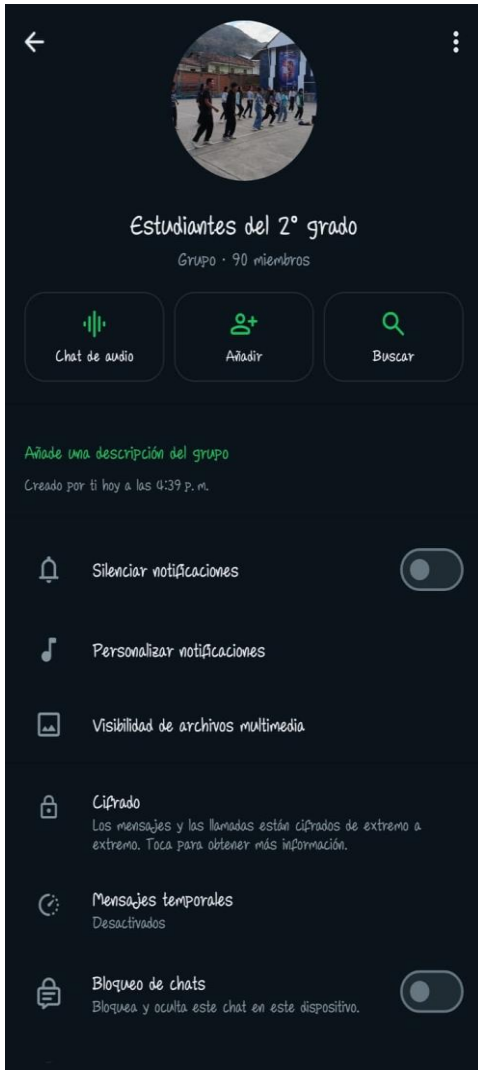 Estudiantes del 2° grado
Grupo · 90 miembros
Chat de audio
Añadir
Buscar
Añade una descripción del grupo
Creado por ti hoy a las 4:39 p. m.
Silenciar notificaciones
Personalizar notificaciones
Visibilidad de archivos multimedia
Cifrado
Los mensajes y las llamadas están cifrados de extremo a
extremo. Toca para obtener más información.
Mensajes temporales
Desactivados
Bloqueo de chats
Bloquea y oculta este chat en este dispositivo.